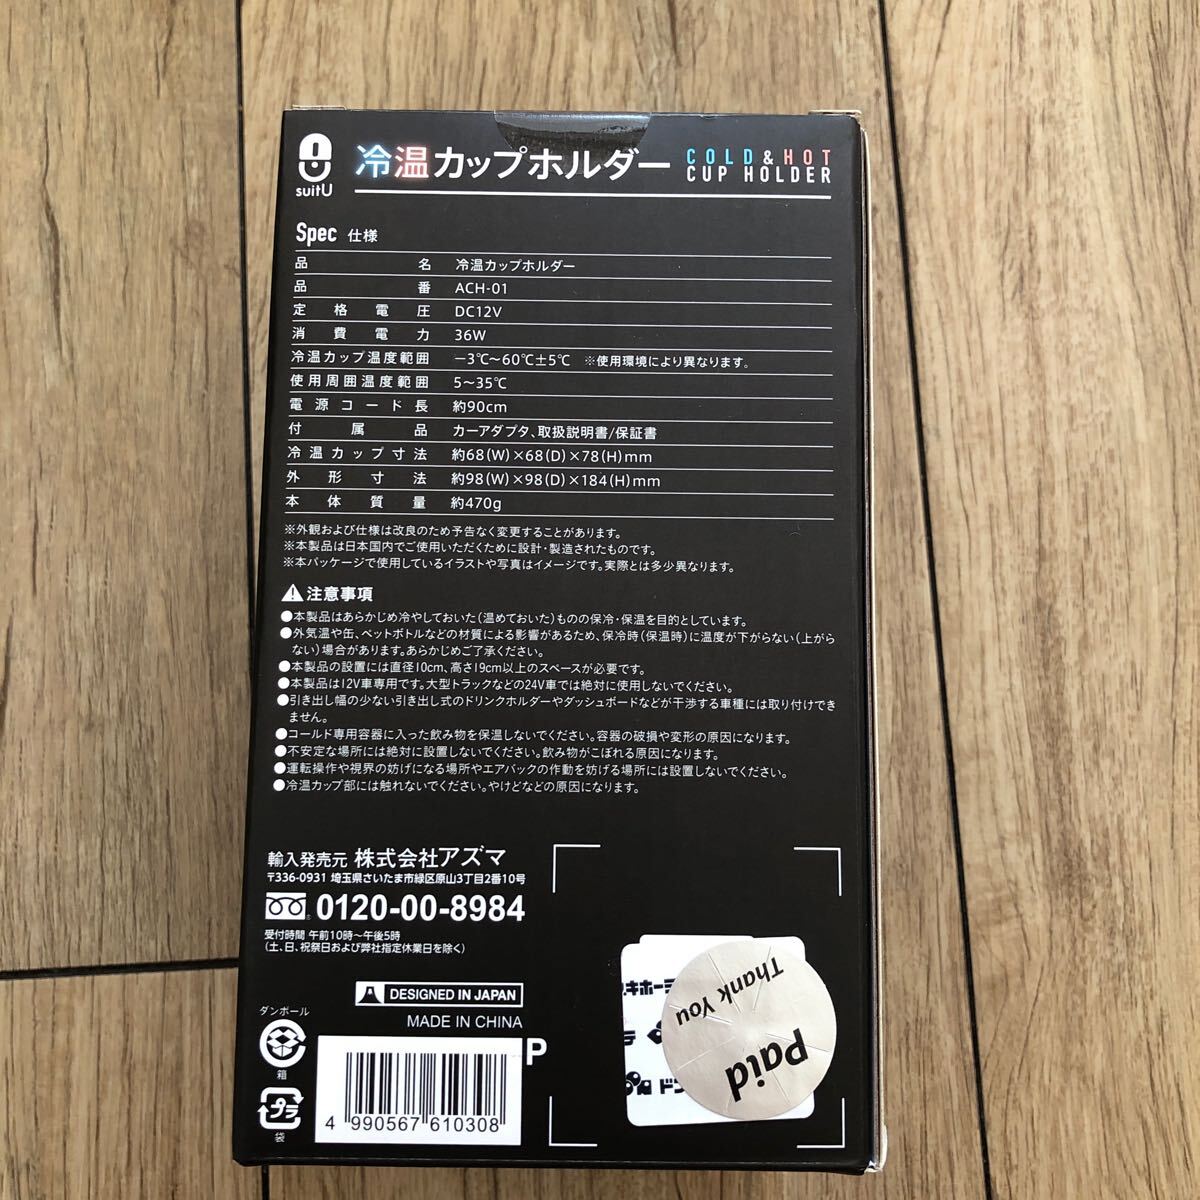 suitU
冷温カップホルダー
COLD & HOT
CUP HOLDER
Spec 仕様
品名 冷温カップホルダー
品番 ACH-01
定格電圧 DC12V
消費電力 36W
冷温カップ温度範囲 －3℃～60℃±5℃ ※使用環境により異なります。
使用周囲温度範囲 5～35℃
電源コード長 約90cm
付属品 カーアダプタ、取扱説明書/保証書
冷温カップ寸法 約68(W)×68(D)×78(H)mm
外形寸法 約98(W)×98(D)×184(H)mm
本体質量 約470g
※外観および仕様は改良のため予告なく変更することがあります。
※本製品は日本国内でご使用いただくために設計・製造されたものです。
※本パッケージで使用しているイラストや写真はイメージです。実際とは多少異なります。
注意事項
●本製品はあらかじめ冷やしておいた(温めておいた)ものの保冷・保温を目的としています。
●外気温や缶、ペットボトルなどの材質による影響があるため、保冷時(保温時)に温度が下がらない(上がら
ない)場合があります。あらかじめご了承ください。
●本製品の設置には直径10cm、高さ19cm以上のスペースが必要です。
●本製品は12V車専用です。大型トラックなどの24V車では絶対に使用しないでください。
●引き出し幅の少ない引き出し式のドリンクホルダーやダッシュボードなどが干渉する車種には取り付けでき
ません。
●コールド専用容器に入った飲み物を保温しないでください。容器の破損や変形の原因になります。
●不安定な場所には絶対に設置しないでください。飲み物がこぼれる原因になります。
●運転操作や視界の妨げになる場所やエアバックの作動を妨げる場所には設置しないでください。
●冷温カップ部には触れないでください。やけどなどの原因になります。
輸入発売元 株式会社アズマ
〒336-0931 埼玉県さいたま市緑区原山3丁目2番10号
0120-00-8984
受付時間 午前10時～午後5時
(土、日、祝祭日および弊社指定休業日を除く)
DESIGNED IN JAPAN
MADE IN CHINA
P
ダンボール
箱
プラ
袋
4 990567 610308
キホー
ド
Thank You
Paid